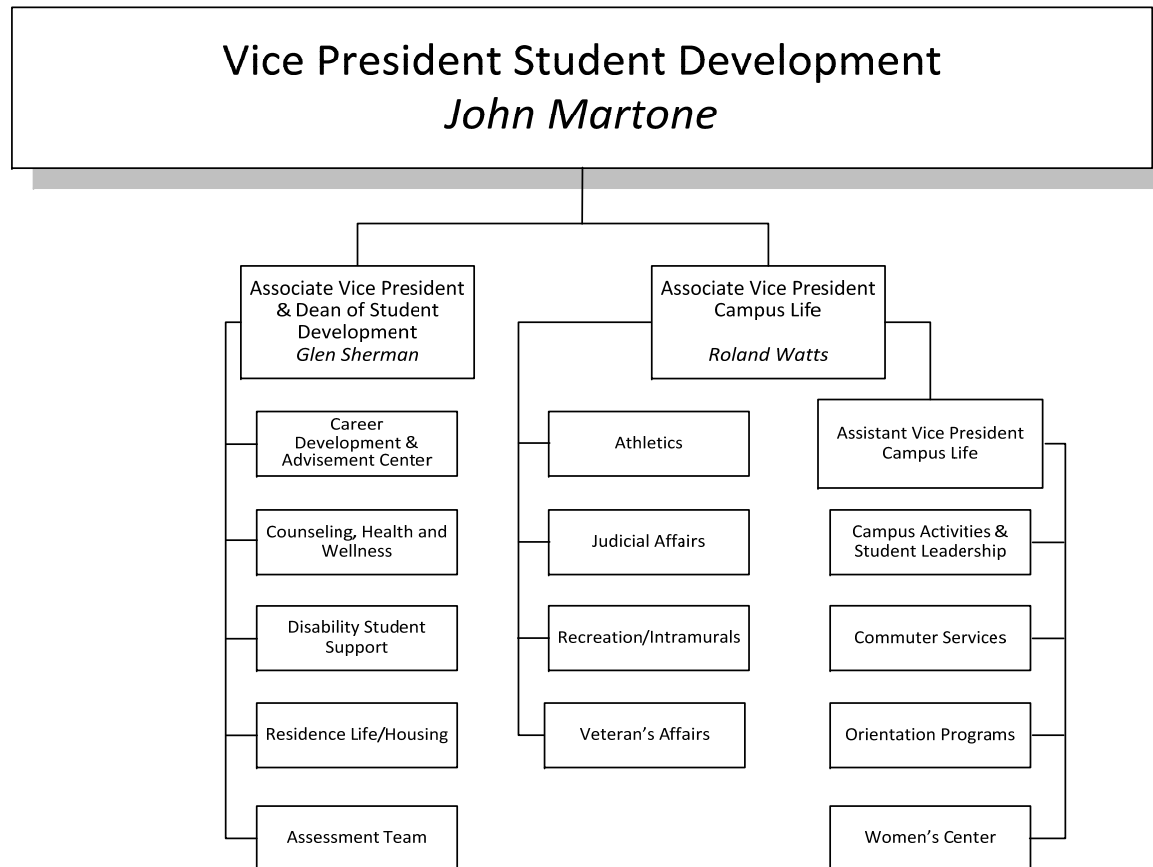 Vice President Student Development
John Martone
Associate Vice President
& Dean of Student
Development
Glen Sherman
Associate Vice President
Campus Life
Roland Watts
Career
Development &
Advisement Center
Counseling, Health and
Wellness
Disability Student
Support
Residence Life/Housing
Assessment Team
Athletics
Judicial Affairs
Recreation/Intramurals
Veteran's Affairs
Assistant Vice President
Campus Life
Campus Activities &
Student Leadership
Commuter Services
Orientation Programs
Women's Center